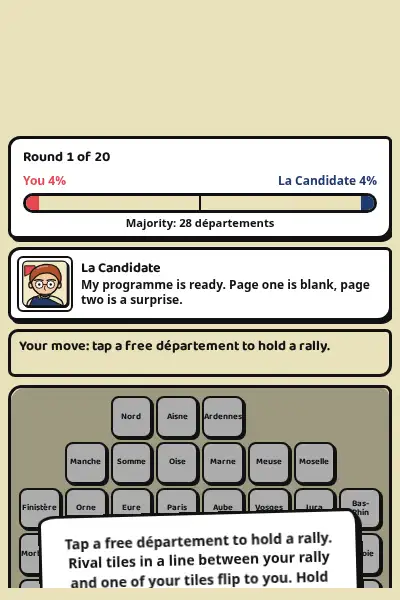 Round 1 of 20
You 4%
La Candidate 4%
Majority: 28 départements
La Candidate
My programme is ready. Page one is blank, page
two is a surprise.
Your move: tap a free département to hold a rally.
Nord
Aisne
Ardennes
Manche
Somme
Oise
Marne
Meuse
Moselle
Finistère
Orne
Eure
Paris
Aube
Vosges
Jura
Bas-
Rhin
Tap a free département to hold a rally.
Rival tiles in a line between your rally
and one of your tiles flip to you. Hold